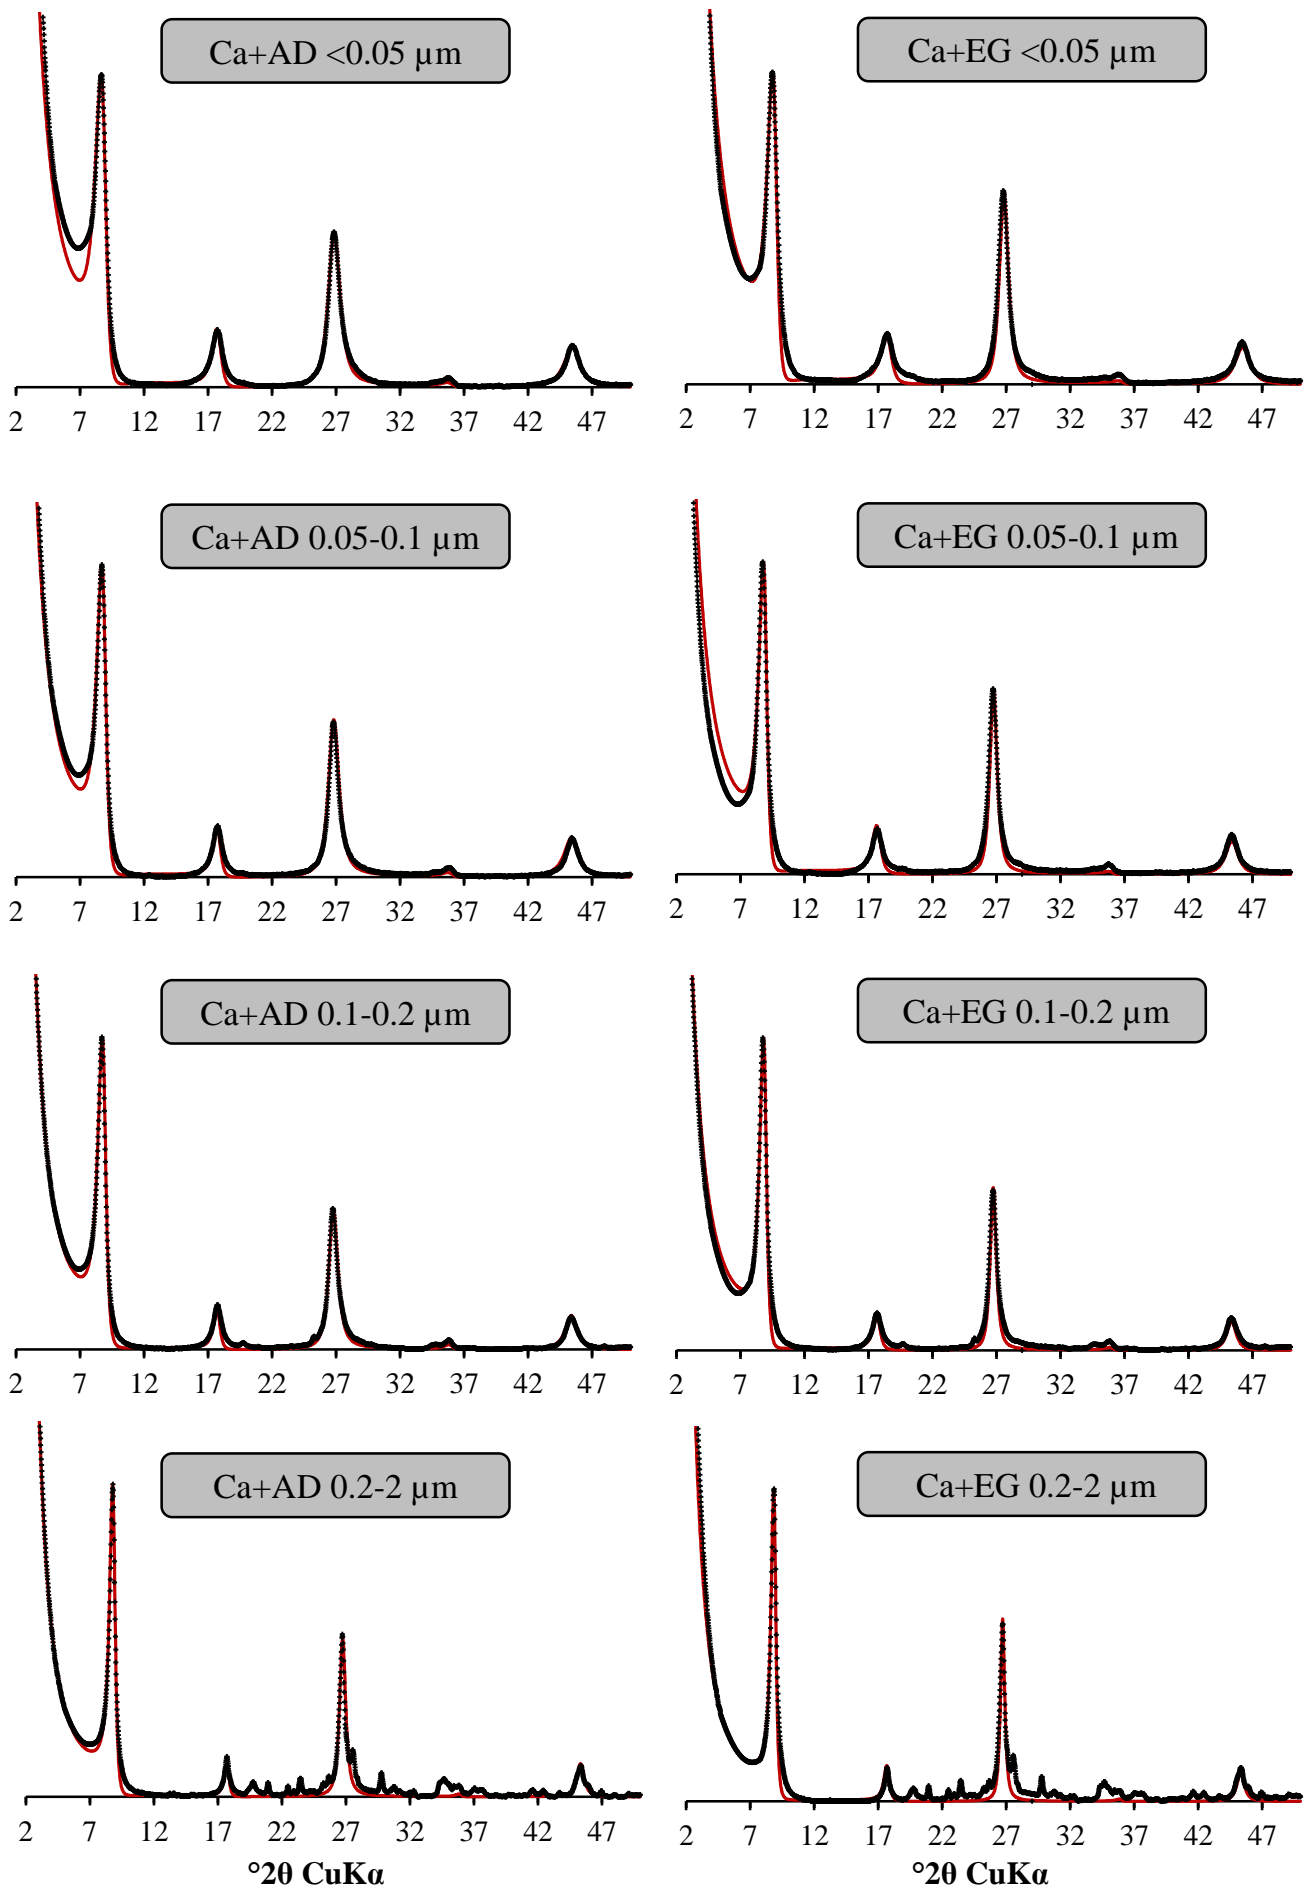 Ca+AD <0.05 µm
Ca+EG <0.05 µm
2 7 12 17 22 27 32 37 42 47
2 7 12 17 22 27 32 37 42 47
Ca+AD 0.05-0.1 µm
Ca+EG 0.05-0.1 µm
2 7 12 17 22 27 32 37 42 47
2 7 12 17 22 27 32 37 42 47
Ca+AD 0.1-0.2 µm
Ca+EG 0.1-0.2 µm
2 7 12 17 22 27 32 37 42 47
2 7 12 17 22 27 32 37 42 47
Ca+AD 0.2-2 µm
Ca+EG 0.2-2 µm
2 7 12 17 22 27 32 37 42 47
2 7 12 17 22 27 32 37 42 47
°2θ CuKα
°2θ CuKα